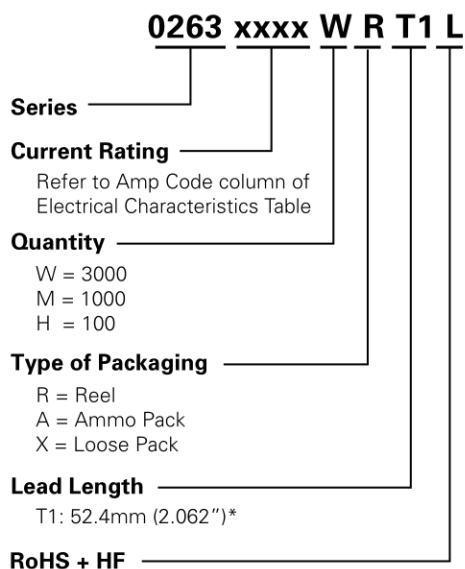 0263 xxxx W R T1 L
Series
Current Rating
Refer to Amp Code column of
Electrical Characteristics Table
Quantity
W = 3000
M = 1000
H = 100
Type of Packaging
R = Reel
A = Ammo Pack
X = Loose Pack
Lead Length
T1: 52.4mm (2.062”)*
RoHS + HF